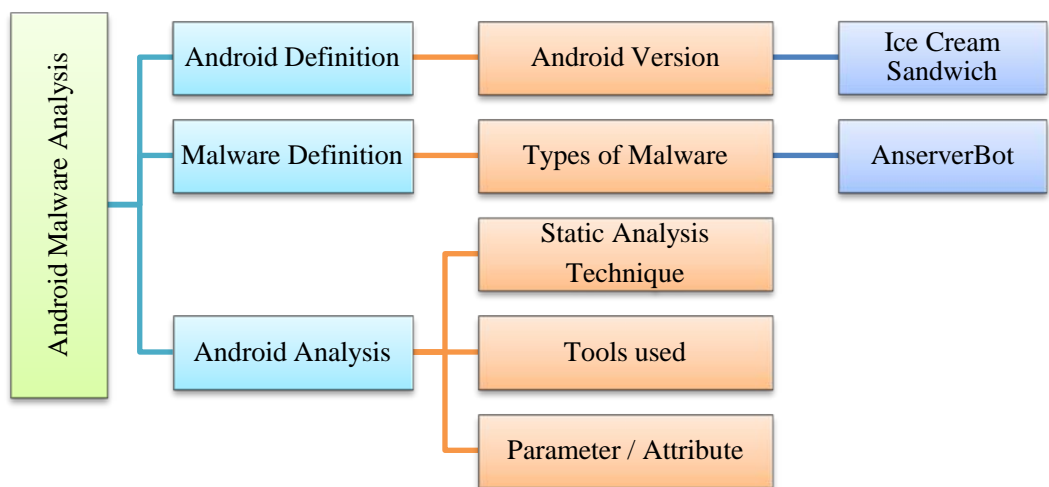 Android Malware Analysis
Android Definition
Android Version
Ice Cream
Sandwich
Malware Definition
Types of Malware
AnserverBot
Android Analysis
Static Analysis
Technique
Tools used
Parameter / Attribute